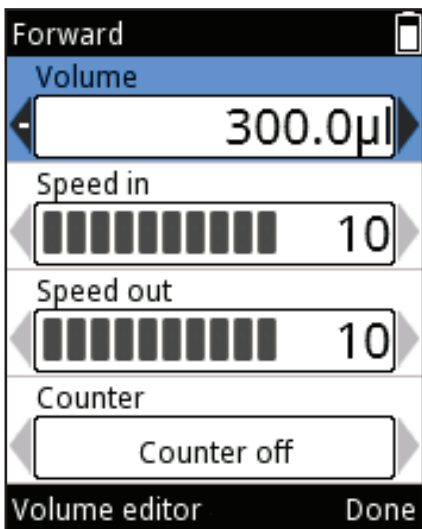 Forward
Volume
- 300.0µl
Speed in
10
Speed out
10
Counter
Counter off
Volume editor Done